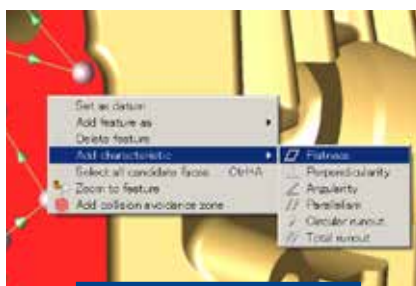 Set as datum
Add feature as
Delete feature
Add characteristic
Select all candidate faces Ctrl+A
Zoom to feature
Add collision avoidance zone
Flatness
Perpendicularity
Angularity
Parallelism
Circular runout
Total runout